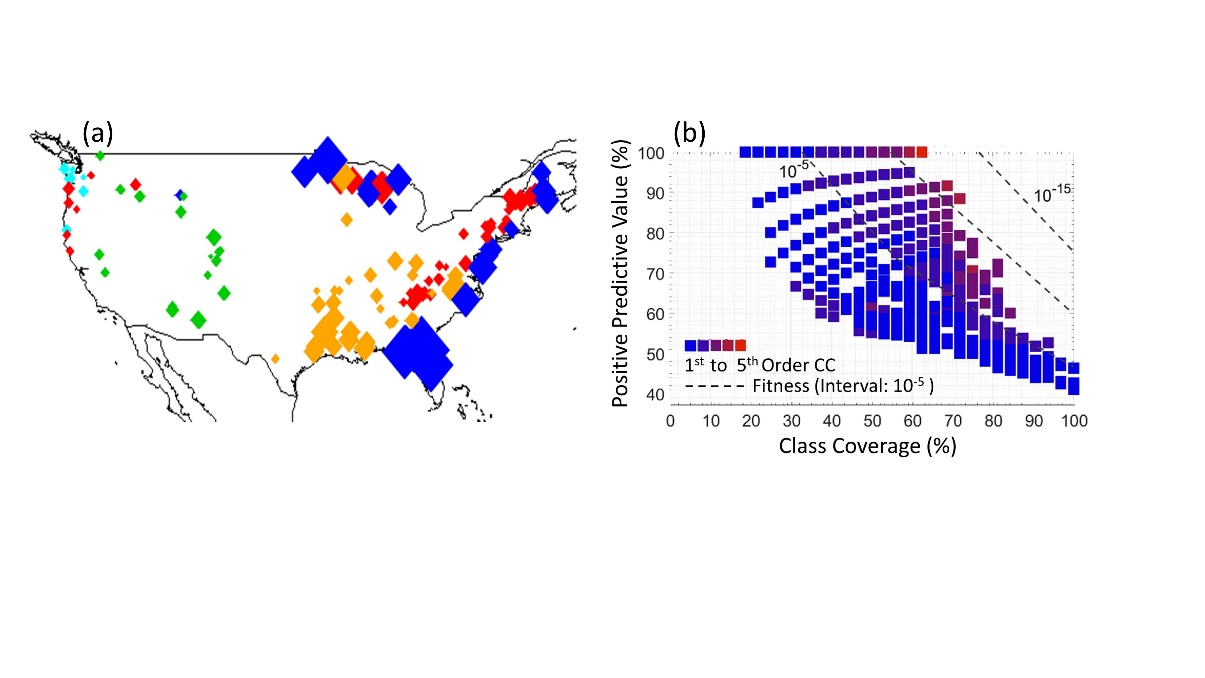 (a)
(b)
Positive Predictive Value (%)
100
90
80
70
60
50
40
10-5
10-15
1st to 5th Order CC
Fitness (Interval: 10-5 )
0 10 20 30 40 50 60 70 80 90 100
Class Coverage (%)